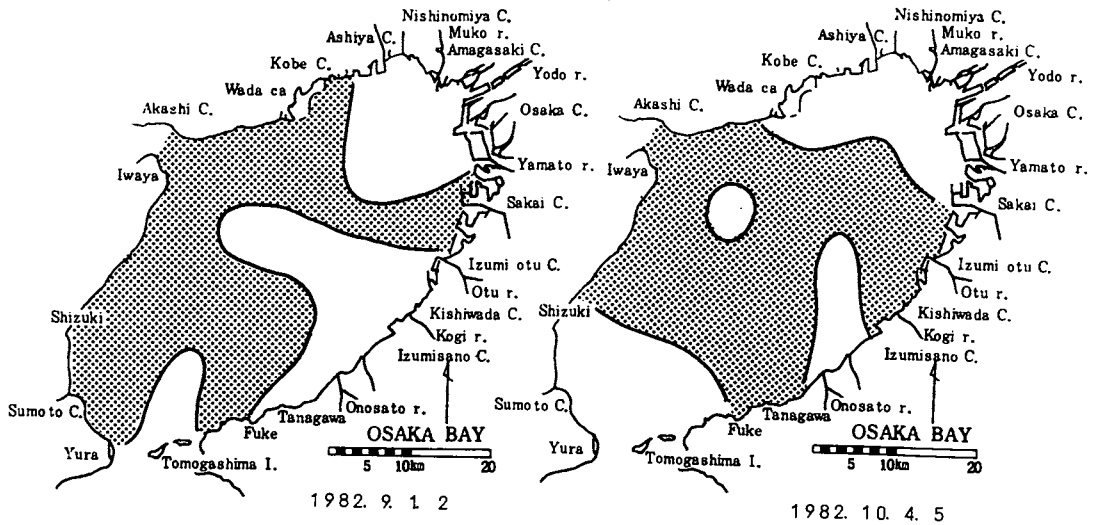 Nishinomiya C.
Ashiya C.
Muko r.
Amagasaki C.
Kobe C.
Yodo r.
Wada ca
Akashi C.
Osaka C.
Iwaya
Yamato r.
Sakai C.
Izumi otu C.
Otu r.
Shizuki
Kishiwada C.
Kogi r.
Izumisano C.
Sumoto C.
Onosato r.
Tanagawa
Fuke
OSAKA BAY
Yura
Tomogashima I.
5 10km 20
1982. 9. 1. 2
Nishinomiya C.
Ashiya C.
Muko r.
Amagasaki C.
Kobe C.
Yodo r.
Wada ca
Akashi C.
Osaka C.
Iwaya
Yamato r.
Sakai C.
Izumi otu C.
Otu r.
Shizuki
Kishiwada C.
Kogi r.
Izumisano C.
Sumoto C.
Onosato r.
Tanagawa
Fuke
OSAKA BAY
Yura
Tomogashima I.
5 10km 20
1982. 10. 4. 5